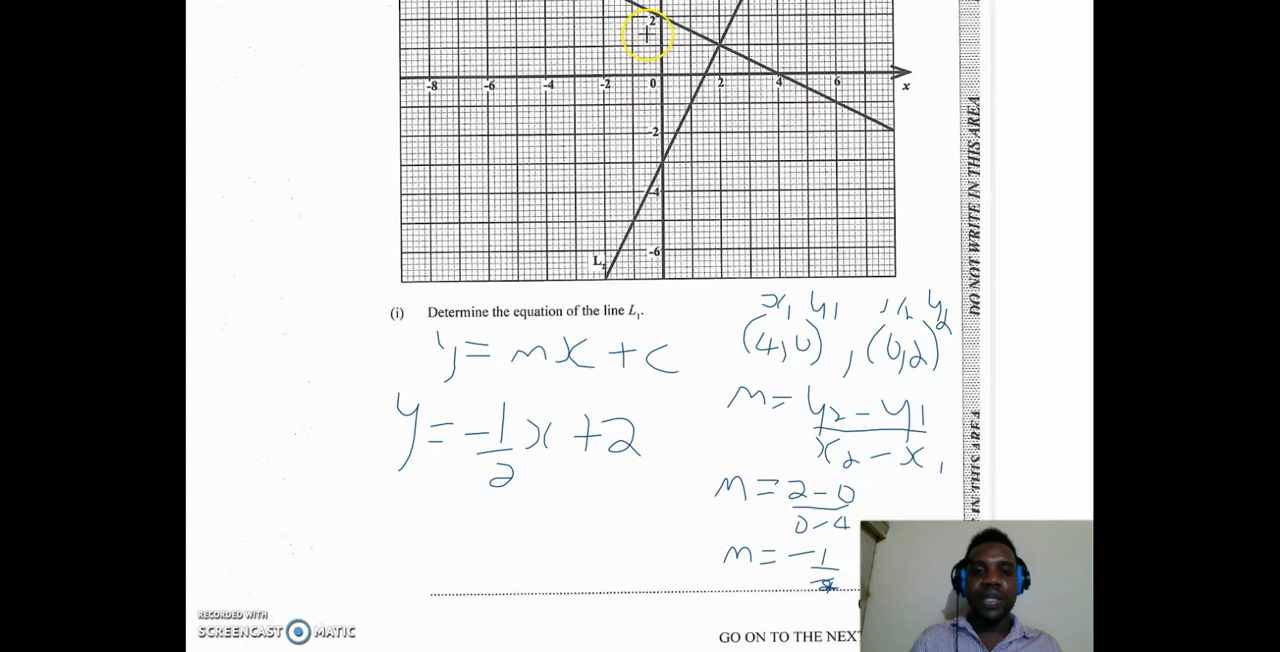 2
-8 -6 -4 -2 0 2 4 6 x
-2
-4
-6
L
(i) Determine the equation of the line L₁.
x₁ y₁ x₂ y₂
y = mx + c (4,0) , (0,2)
m = y₂ - y₁ / x₂ - x₁
y = -1/2 x + 2
m = 2-0 / 0-4
m = -1
GO ON TO THE NEX
DO NOT WRITE IN THIS AREA
IN THIS AREA
RECORDED WITH
SCREENCAST MATIC